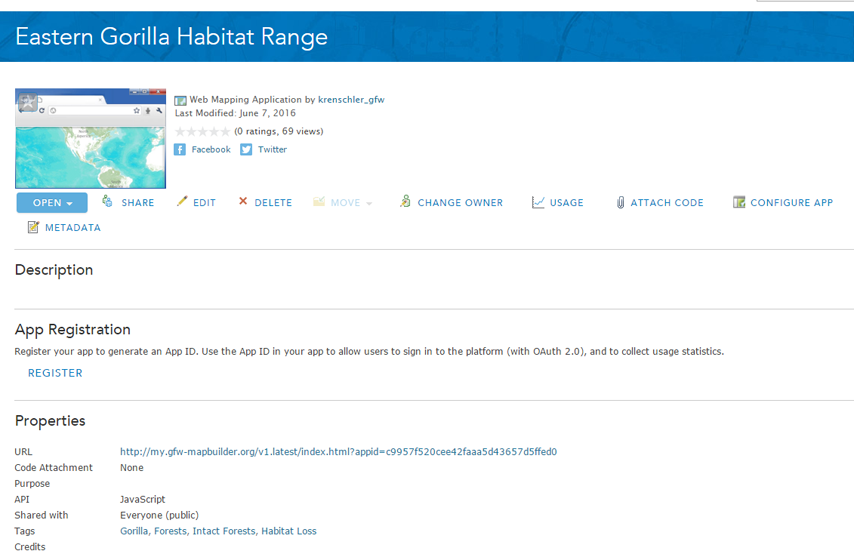 Eastern Gorilla Habitat Range
Web Mapping Application by krenschler_gfw
Last Modified: June 7, 2016
(0 ratings, 69 views)
Facebook Twitter
OPEN SHARE EDIT DELETE MOVE CHANGE OWNER USAGE ATTACH CODE CONFIGURE APP
METADATA
Description
App Registration
Register your app to generate an App ID. Use the App ID in your app to allow users to sign in to the platform (with OAuth 2.0), and to collect usage statistics.
REGISTER
Properties
URL http://my.gfw-mapbuilder.org/v1.latest/index.html?appid=c9957f520cee42faaa5d43657d5ffed0
Code Attachment None
Purpose
API JavaScript
Shared with Everyone (public)
Tags Gorilla, Forests, Intact Forests, Habitat Loss
Credits